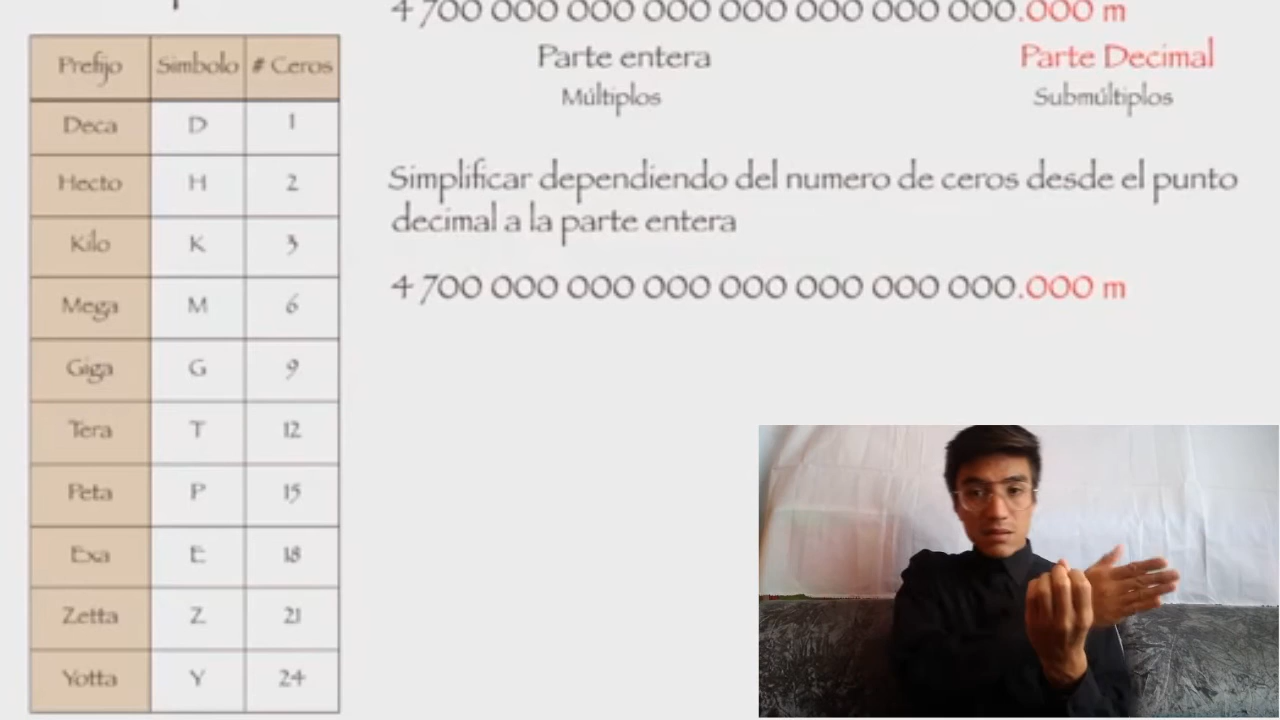 4 700 000 000 000 000 000 000 000.000 m
Parte entera Parte Decimal
Múltiplos Submúltiplos
Prefijo Simbolo # Ceros
Deca D 1
Hecto H 2
Kilo K 3
Mega M 6
Giga G 9
Tera T 12
Peta P 15
Exa E 18
Zetta Z 21
Yotta Y 24
Simplificar dependiendo del numero de ceros desde el punto
decimal a la parte entera
4 700 000 000 000 000 000 000 000.000 m